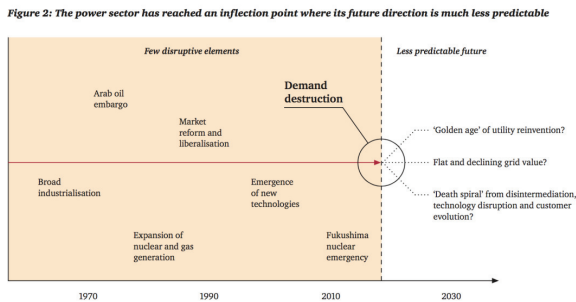 Figure 2: The power sector has reached an inflection point where its future direction is much less predictable
Few disruptive elements
Less predictable future
Arab oil
embargo
Demand
destruction
Market
reform and
liberalisation
‘Golden age’ of utility reinvention?
Flat and declining grid value?
Broad
industrialisation
Emergence
of new
technologies
‘Death spiral’ from disintermediation,
technology disruption and customer
evolution?
Expansion of
nuclear and gas
generation
Fukushima
nuclear
emergency
1970
1990
2010
2030